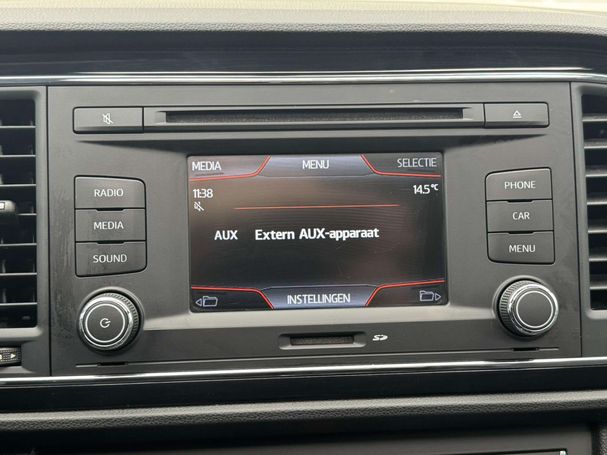 MEDIA MENU SELECTIE
11:38 14.5°C
AUX Extern AUX-apparaat
INSTELLINGEN
RADIO
MEDIA
SOUND
PHONE
CAR
MENU
SD